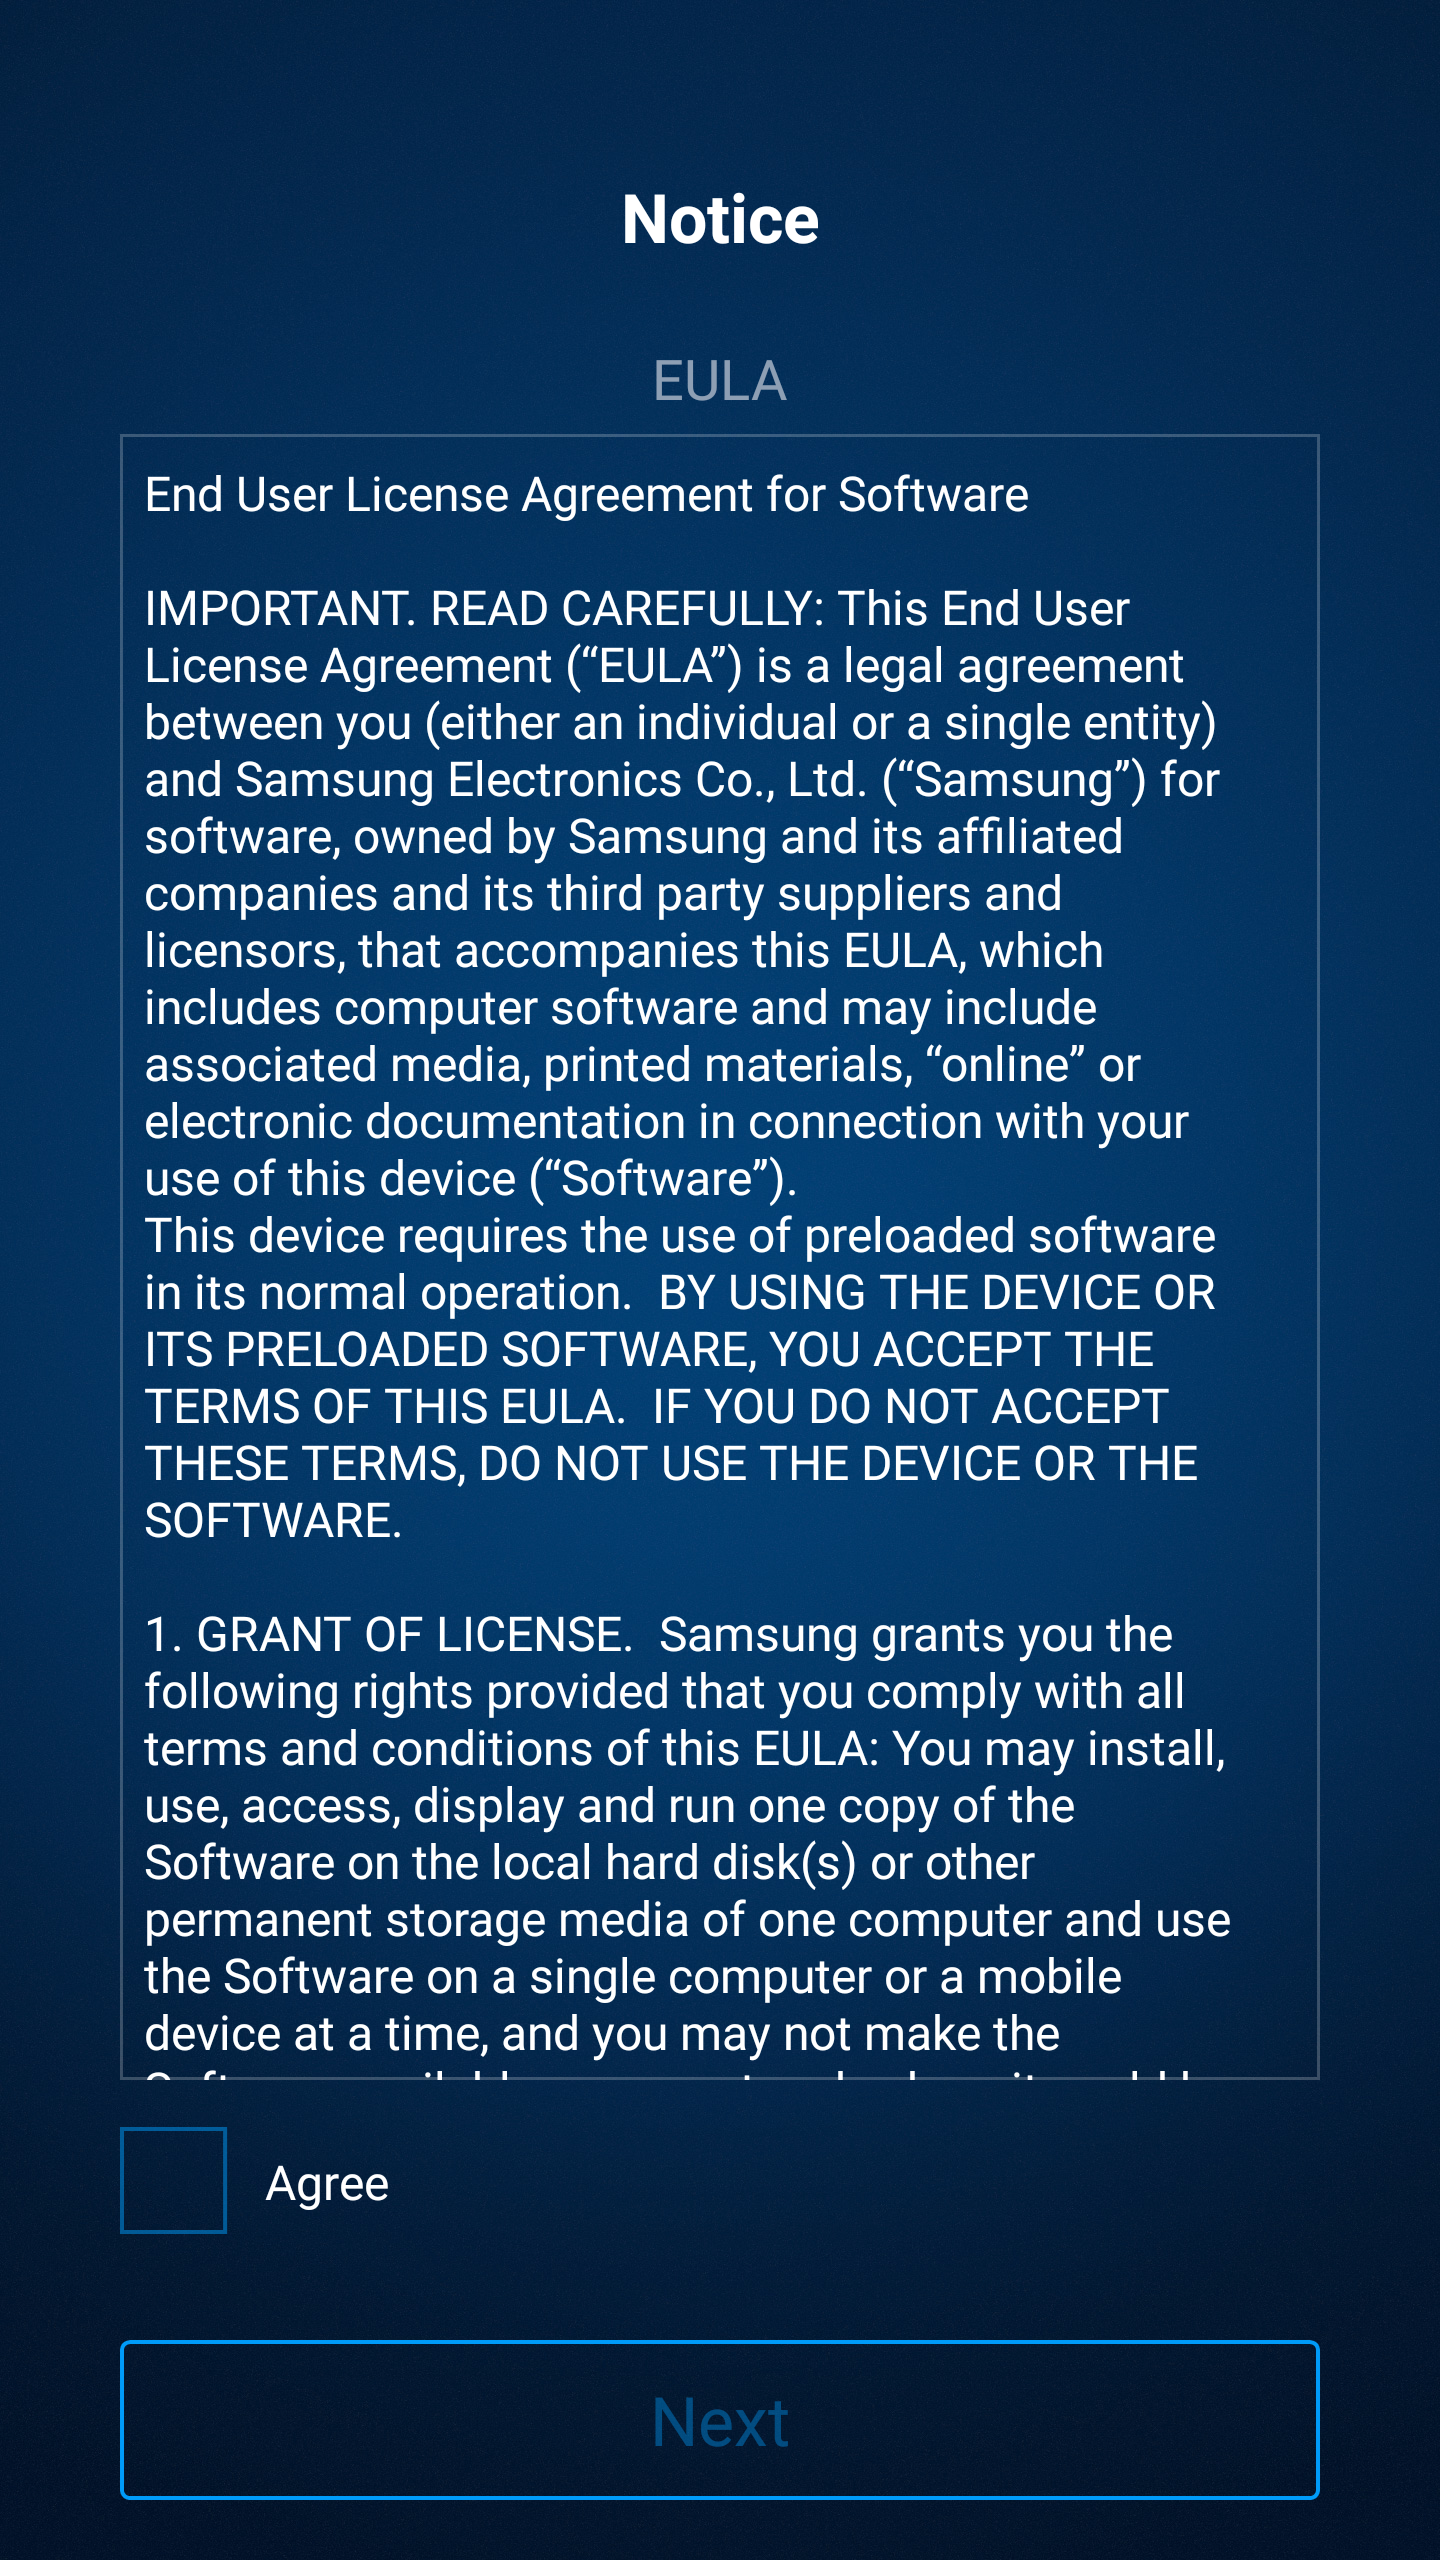 Notice
EULA
End User License Agreement for Software
IMPORTANT. READ CAREFULLY: This End User
License Agreement (“EULA”) is a legal agreement
between you (either an individual or a single entity)
and Samsung Electronics Co., Ltd. (“Samsung”) for
software, owned by Samsung and its affiliated
companies and its third party suppliers and
licensors, that accompanies this EULA, which
includes computer software and may include
associated media, printed materials, “online” or
electronic documentation in connection with your
use of this device (“Software”).
This device requires the use of preloaded software
in its normal operation.  BY USING THE DEVICE OR
ITS PRELOADED SOFTWARE, YOU ACCEPT THE
TERMS OF THIS EULA.  IF YOU DO NOT ACCEPT
THESE TERMS, DO NOT USE THE DEVICE OR THE
SOFTWARE.
1. GRANT OF LICENSE.  Samsung grants you the
following rights provided that you comply with all
terms and conditions of this EULA: You may install,
use, access, display and run one copy of the
Software on the local hard disk(s) or other
permanent storage media of one computer and use
the Software on a single computer or a mobile
device at a time, and you may not make the
Agree
Next